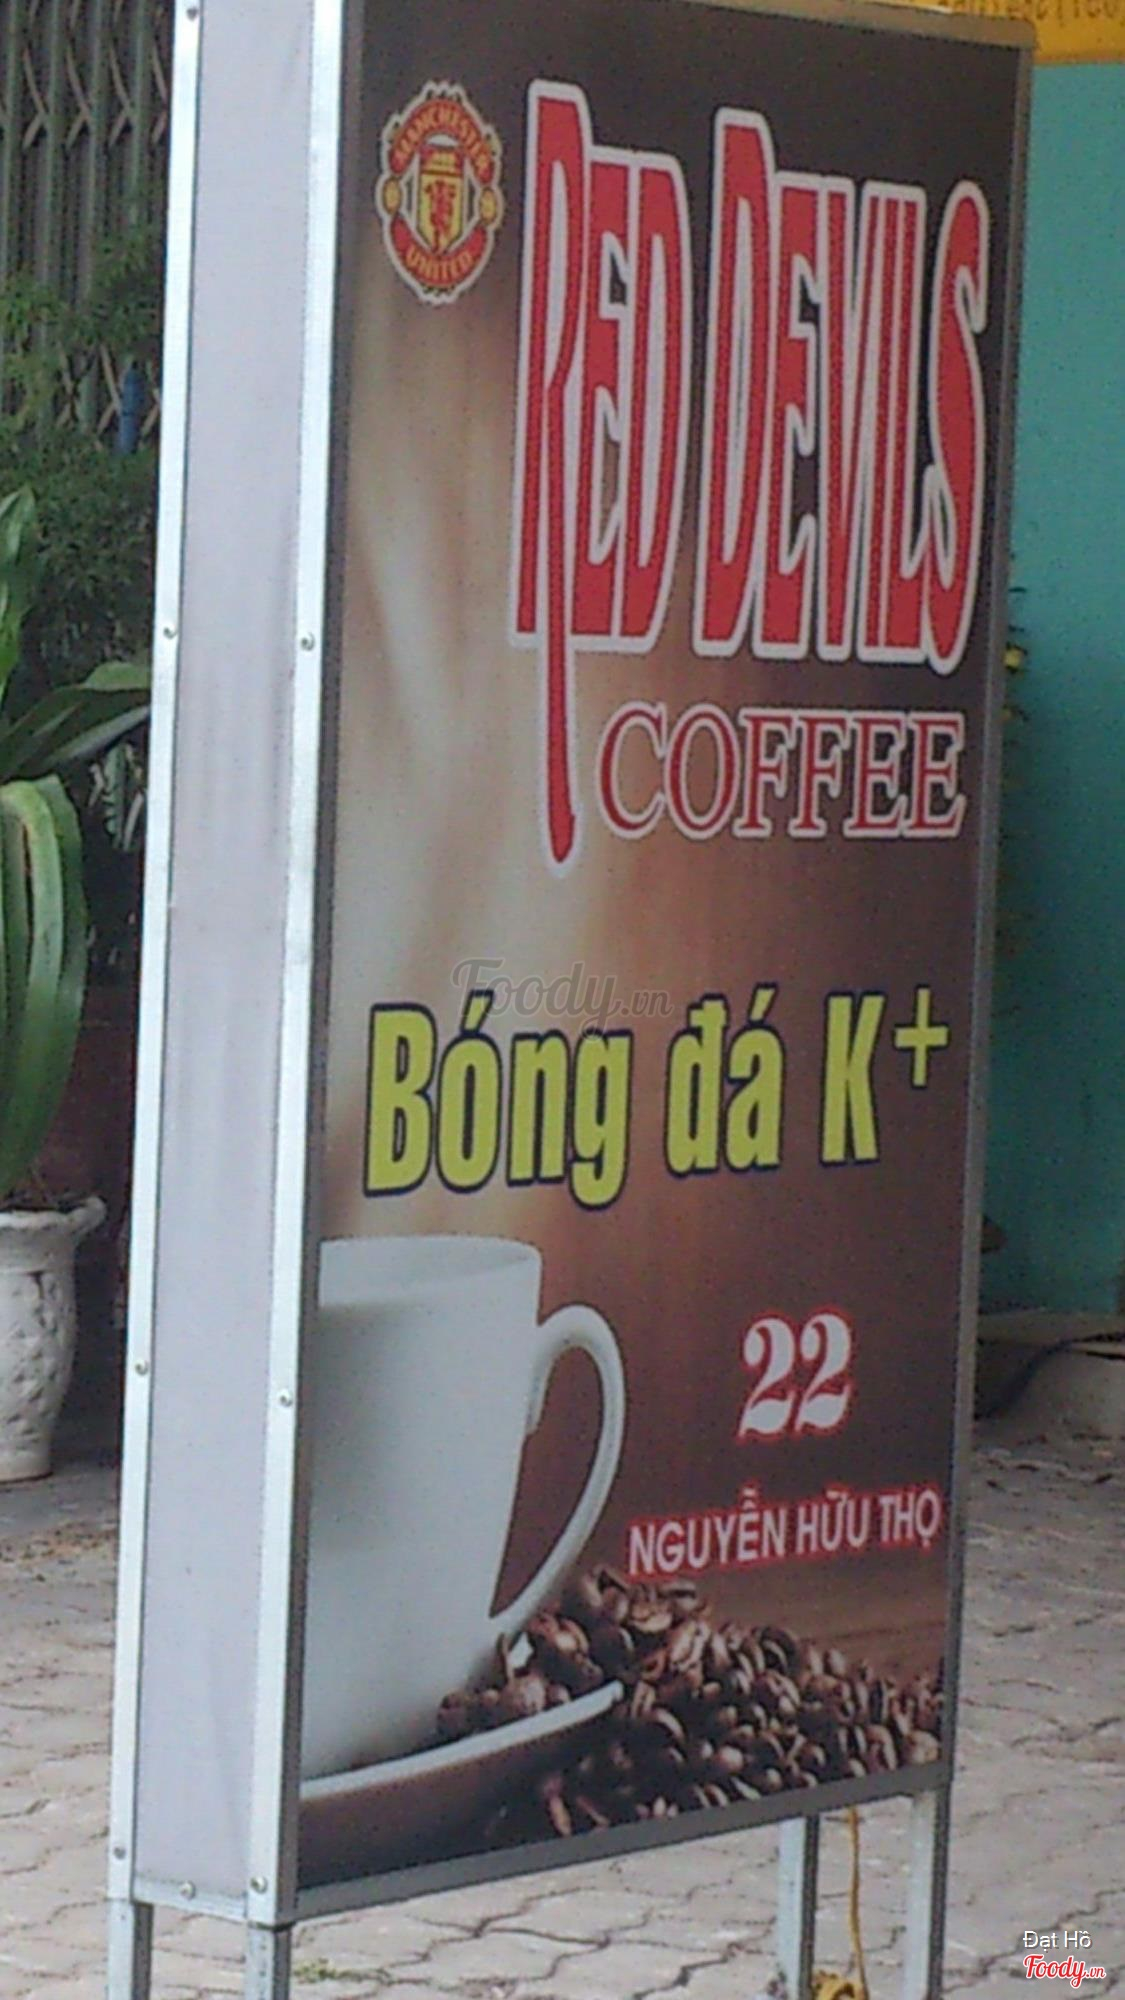 MANCHESTER
UNITED
RED DEVILS
COFFEE
Foody.vn
Bóng đá K+
22
NGUYỄN HỮU THỌ
Đạt Hồ
Foody.vn